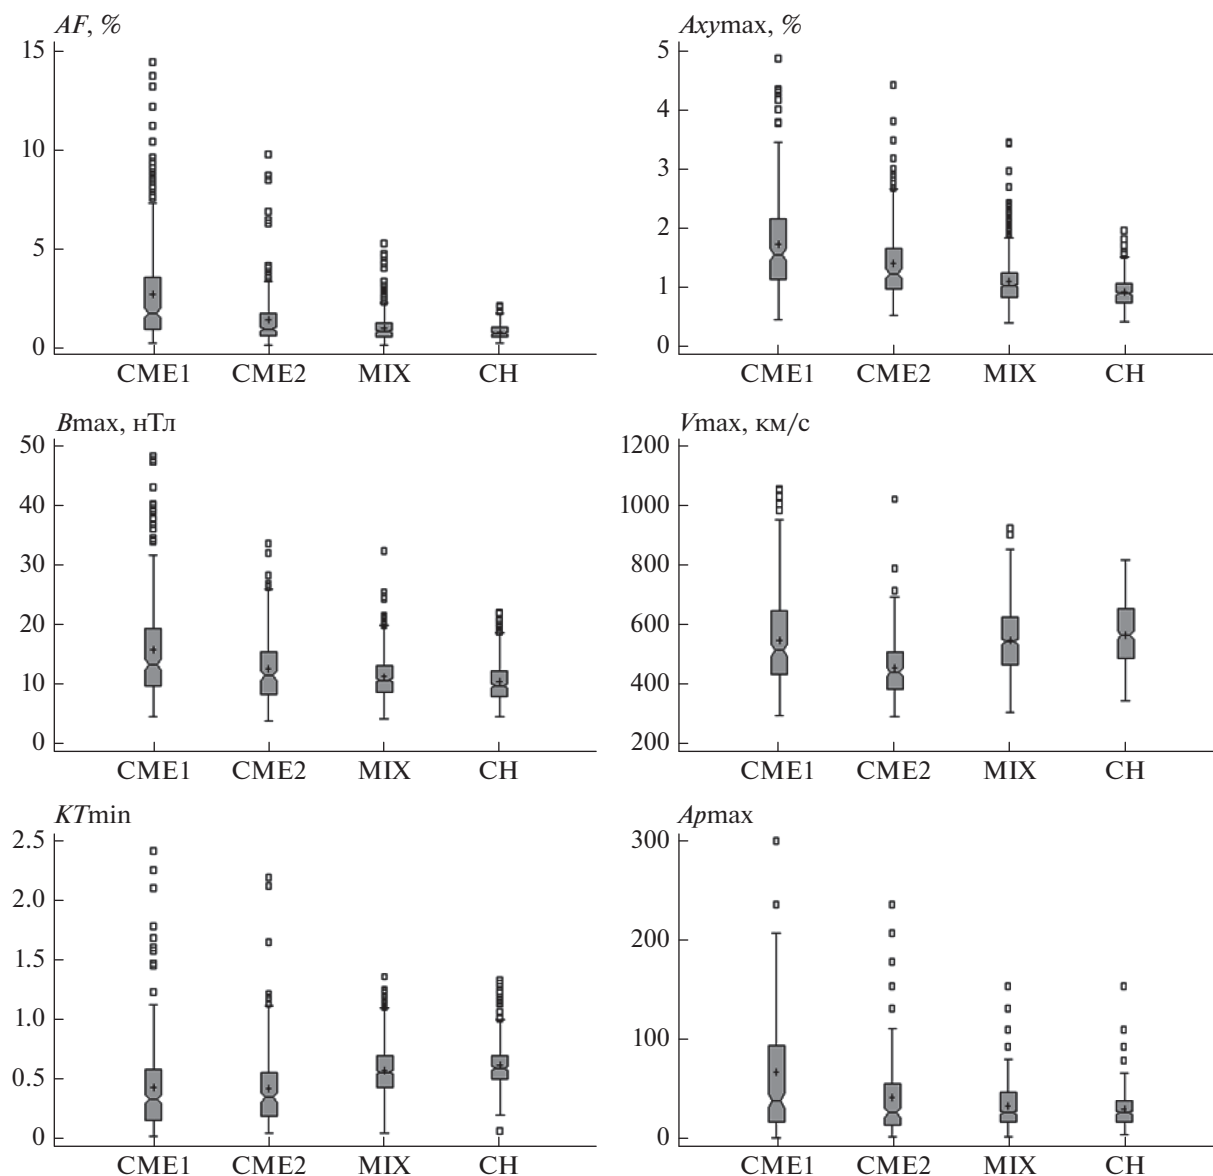 AF, %
15
10
5
0
CME1 CME2 MIX CH
Axymax, %
5
4
3
2
1
0
CME1 CME2 MIX CH
Bmax, нТл
50
40
30
20
10
0
CME1 CME2 MIX CH
Vmax, км/с
1200
1000
800
600
400
200
CME1 CME2 MIX CH
KTmin
2.5
2.0
1.5
1.0
0.5
0
CME1 CME2 MIX CH
Apmax
300
200
100
0
CME1 CME2 MIX CH